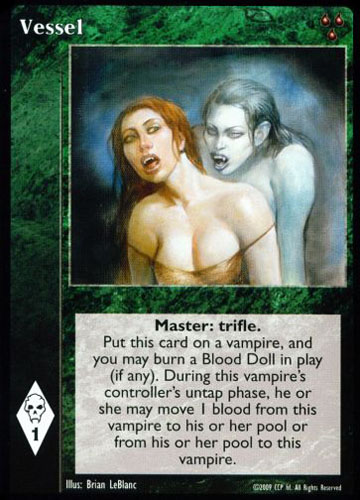 Vessel
Master: trifle.
Put this card on a vampire, and
you may burn a Blood Doll in play
(if any). During this vampire's
controller's untap phase, he or
she may move 1 blood from this
vampire to his or her pool or
from his or her pool to this
vampire.
1
Illus: Brian LeBlanc
©2009 CCP hf. All Rights Reserved